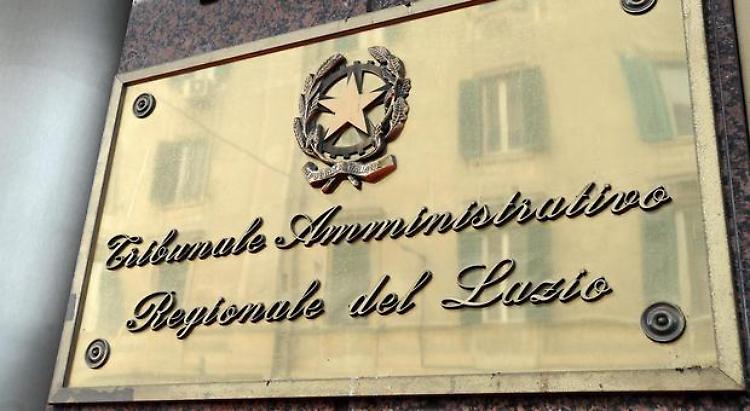 Tribunale Amministrativo
Regionale del Lazio